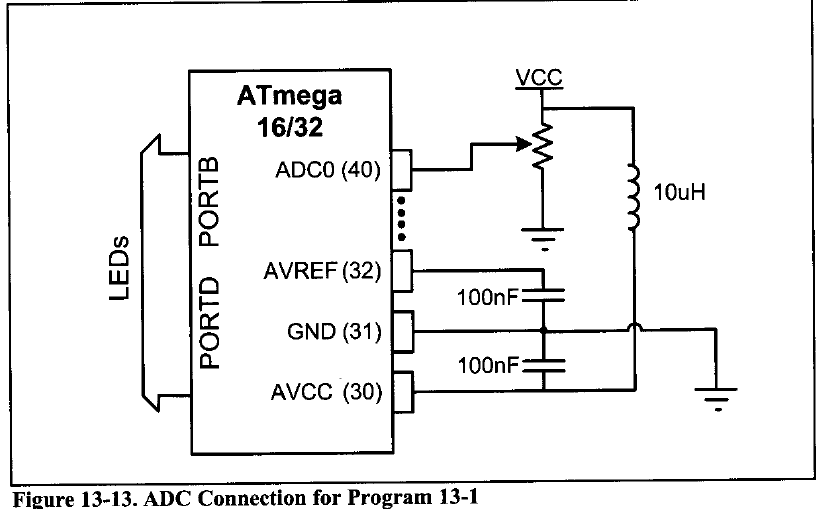 ATmega
16/32
VCC
ADC0 (40)
PORTB
10uH
LEDs
AVREF (32)
100nF
PORTD
GND (31)
100nF
AVCC (30)
Figure 13-13. ADC Connection for Program 13-1